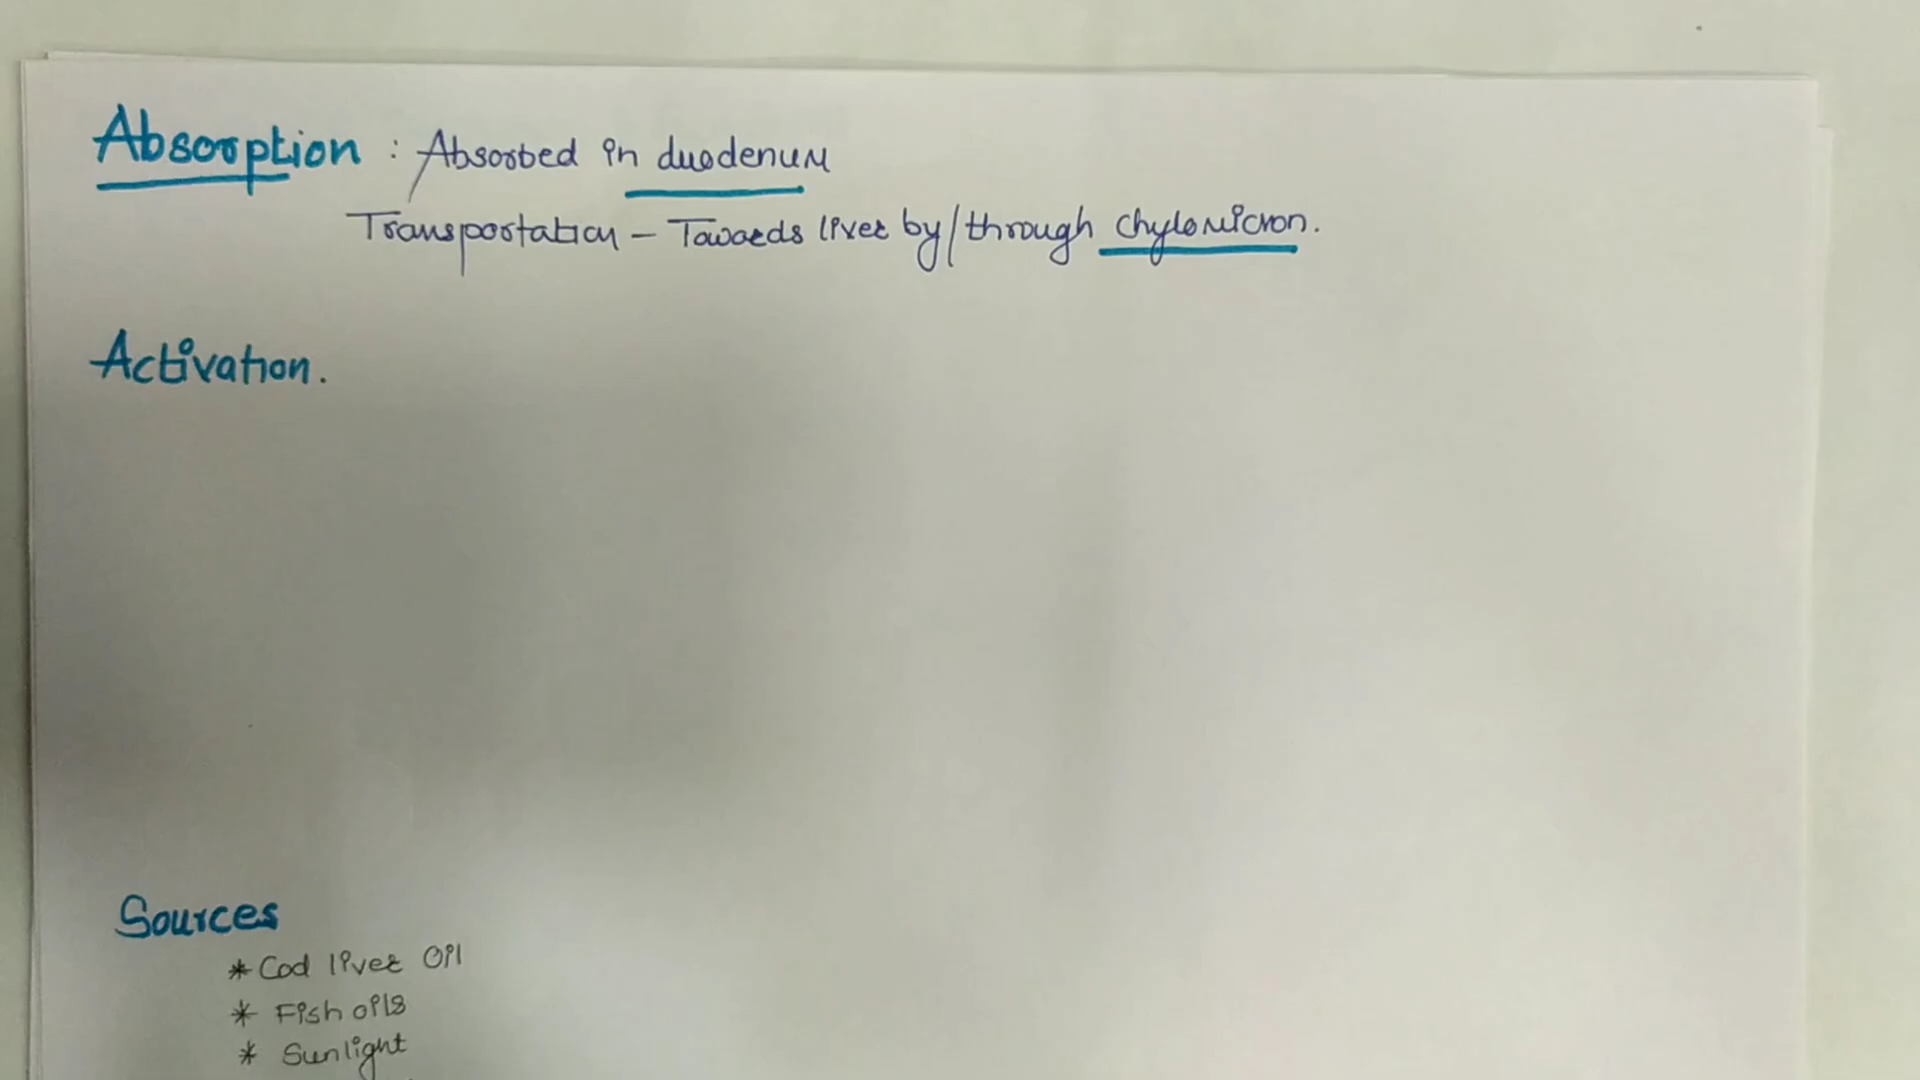 Absorption : Absorbed in duodenum
Transportation – Towards liver by/through chylomicron.
Activation.
Sources
* Cod liver oil
* Fish oils
* Sunlight